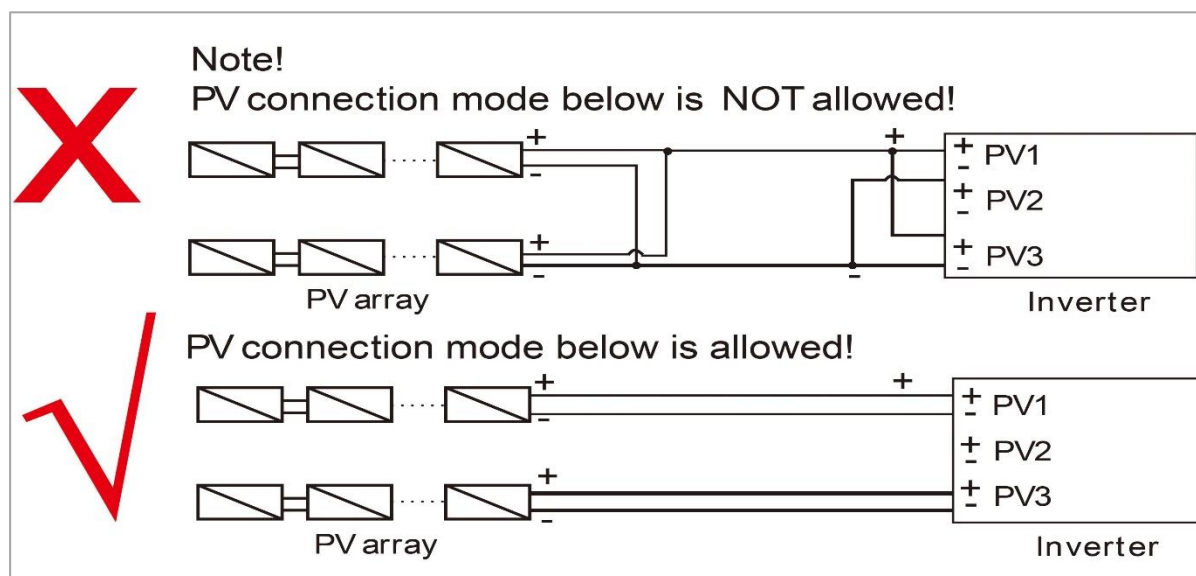 Note!
PV connection mode below is NOT allowed!
+
-
+
-
+
-
+
- PV1
+
- PV2
+
- PV3
PV array
Inverter
PV connection mode below is allowed!
+
-
+
-
+
+
- PV1
+
- PV2
+
- PV3
PV array
Inverter